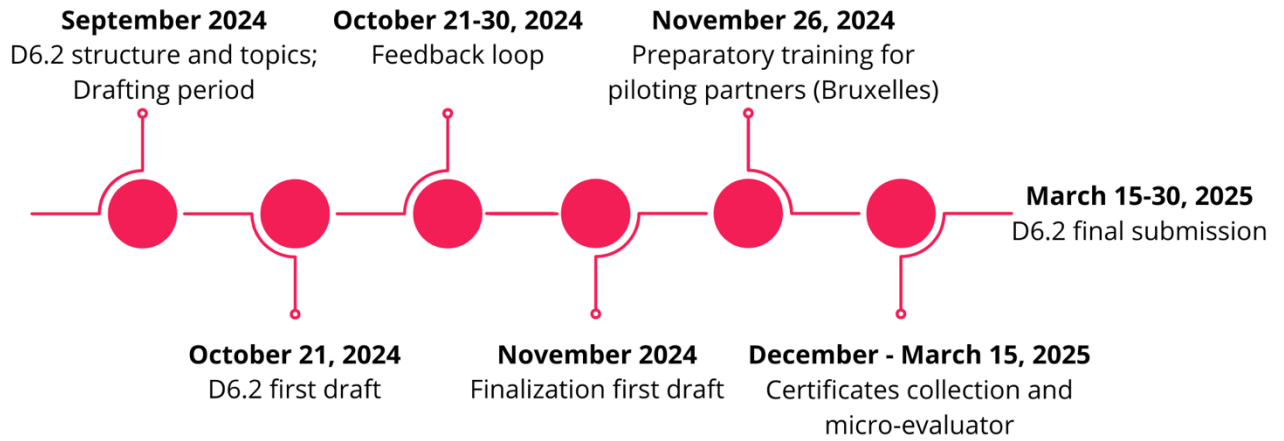 September 2024
D6.2 structure and topics;
Drafting period
October 21-30, 2024
Feedback loop
November 26, 2024
Preparatory training for
piloting partners (Bruxelles)
March 15-30, 2025
D6.2 final submission
October 21, 2024
D6.2 first draft
November 2024
Finalization first draft
December - March 15, 2025
Certificates collection and
micro-evaluator